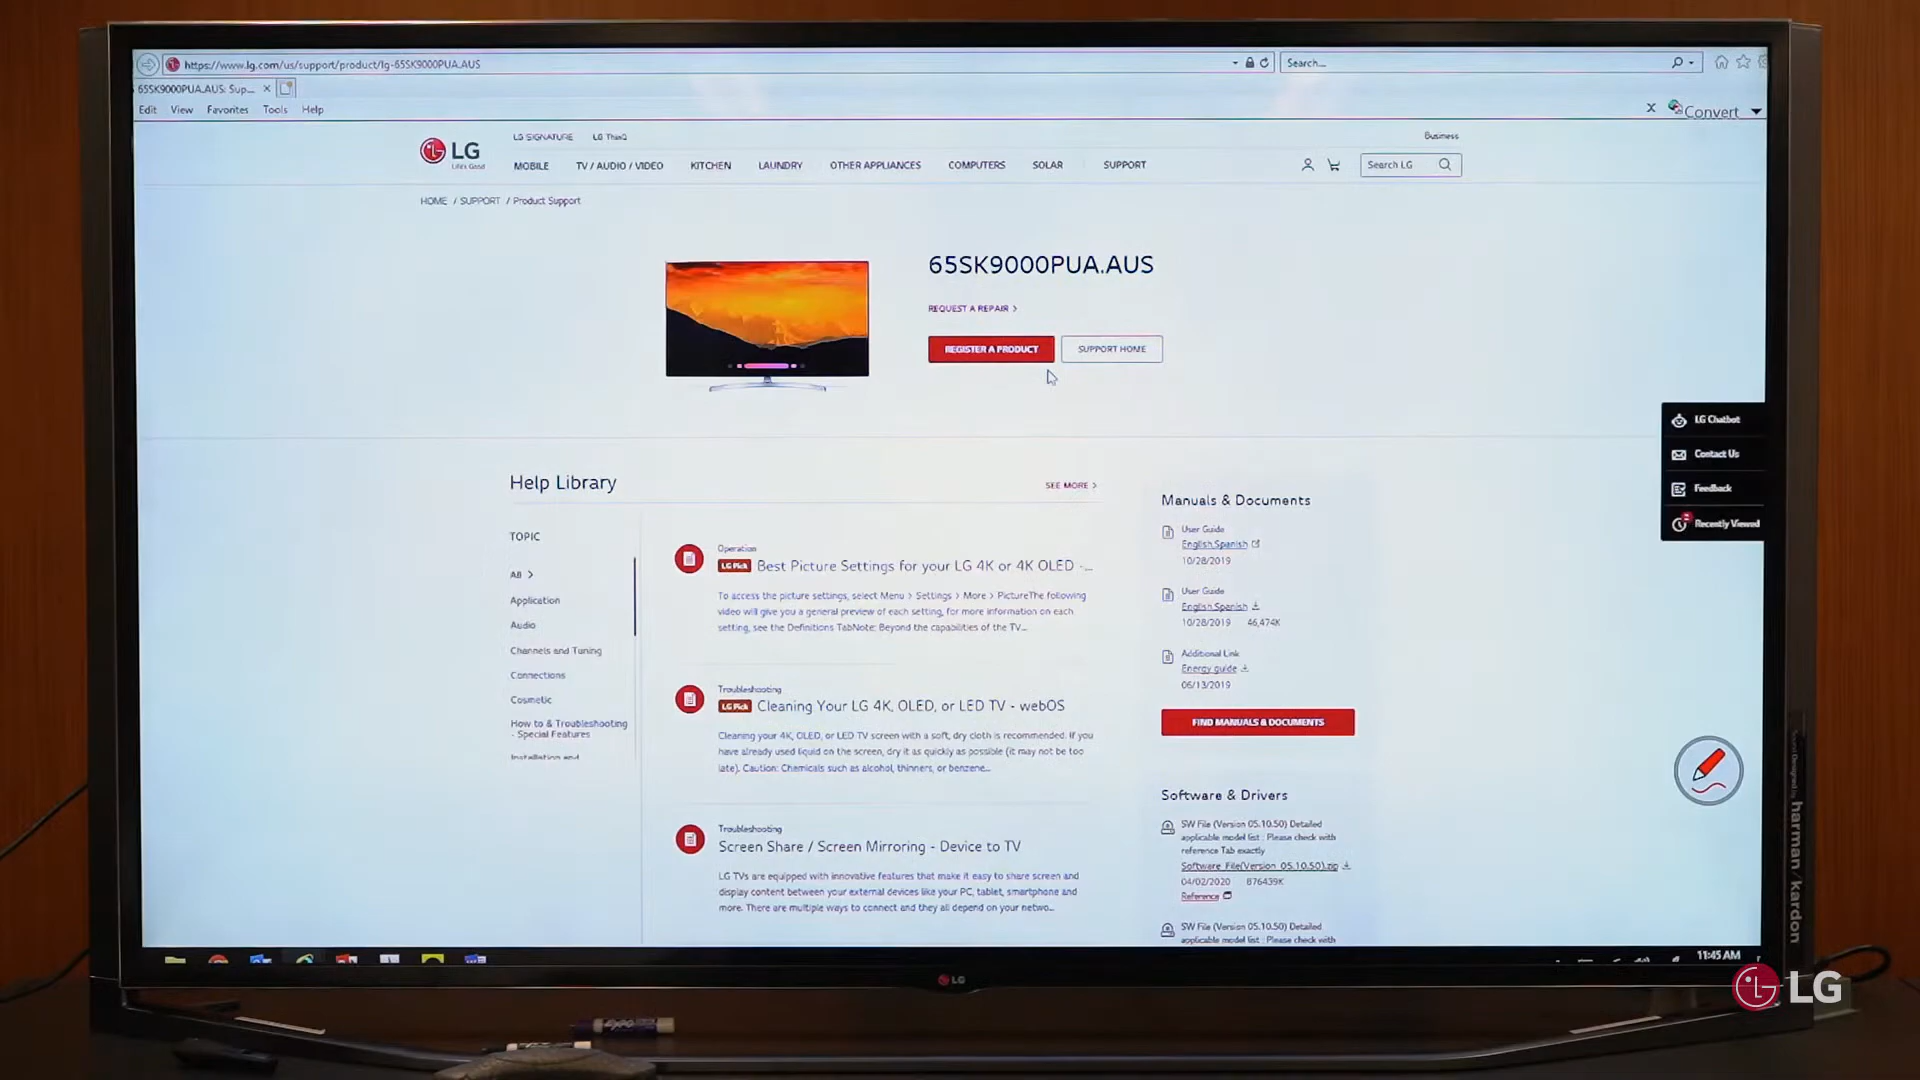 https://www.lg.com/us/support/product/lg-65SK9000PUA.AUS
Search...
65SK9000PUA.AUS: Sup...
Edit View Favorites Tools Help
X Convert
LG SIGNATURE LG ThinQ
Business
LG
Life's Good
MOBILE TV / AUDIO / VIDEO KITCHEN LAUNDRY OTHER APPLIANCES COMPUTERS SOLAR SUPPORT
Search LG
HOME / SUPPORT / Product Support
65SK9000PUA.AUS
REQUEST A REPAIR >
REGISTER A PRODUCT
SUPPORT HOME
LG Chatbot
Contact Us
Feedback
Recently Viewed
Help Library
SEE MORE >
TOPIC
All >
Application
Audio
Channels and Tuning
Connections
Cosmetic
How to & Troubleshooting
- Special Features
Installation and
Operation
LG Pick Best Picture Settings for your LG 4K or 4K OLED -...
To access the picture settings, select Menu > Settings > More > PictureThe following
video will give you a general preview of each setting, for more information on each
setting, see the Definitions TabNote: Beyond the capabilities of the TV...
Troubleshooting
LG Pick Cleaning Your LG 4K, OLED, or LED TV - webOS
Cleaning your 4K, OLED, or LED TV screen with a soft, dry cloth is recommended. If you
have already used liquid on the screen, dry it as quickly as possible (it may not be too
late). Caution: Chemicals such as alcohol, thinners, or benzene...
Troubleshooting
Screen Share / Screen Mirroring - Device to TV
LG TVs are equipped with innovative features that make it easy to share screen and
display content between your external devices like your PC, tablet, smartphone and
more. There are multiple ways to connect and they all depend on your netwo...
Manuals & Documents
User Guide
English,Spanish
10/28/2019
User Guide
English,Spanish
10/28/2019 46,474K
Additional Link
Energy guide
06/13/2019
FIND MANUALS & DOCUMENTS
Software & Drivers
SW File (Version 05.10.50) Detailed
applicable model list : Please check with
reference Tab exactly
Software File(Version 05.10.50).zip
04/02/2020 876439K
Reference
SW File (Version 05.10.50) Detailed
applicable model list : Please check with
11:45 AM
LG
Sound Designed by
harman/kardon
LG
EXPO